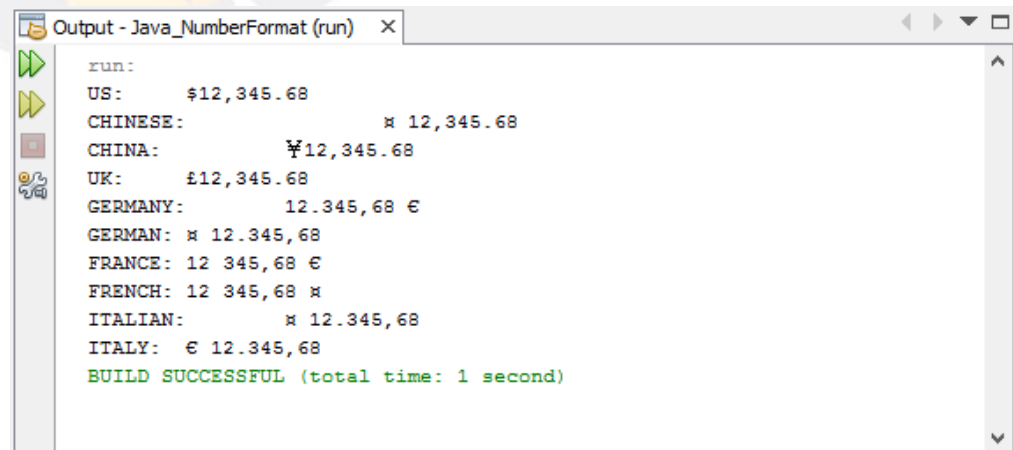 Output - Java_NumberFormat (run)
run:
US: $12,345.68
CHINESE: ¤ 12,345.68
CHINA: ¥12,345.68
UK: £12,345.68
GERMANY: 12.345,68 €
GERMAN: ¤ 12.345,68
FRANCE: 12 345,68 €
FRENCH: 12 345,68 ¤
ITALIAN: ¤ 12.345,68
ITALY: € 12.345,68
BUILD SUCCESSFUL (total time: 1 second)